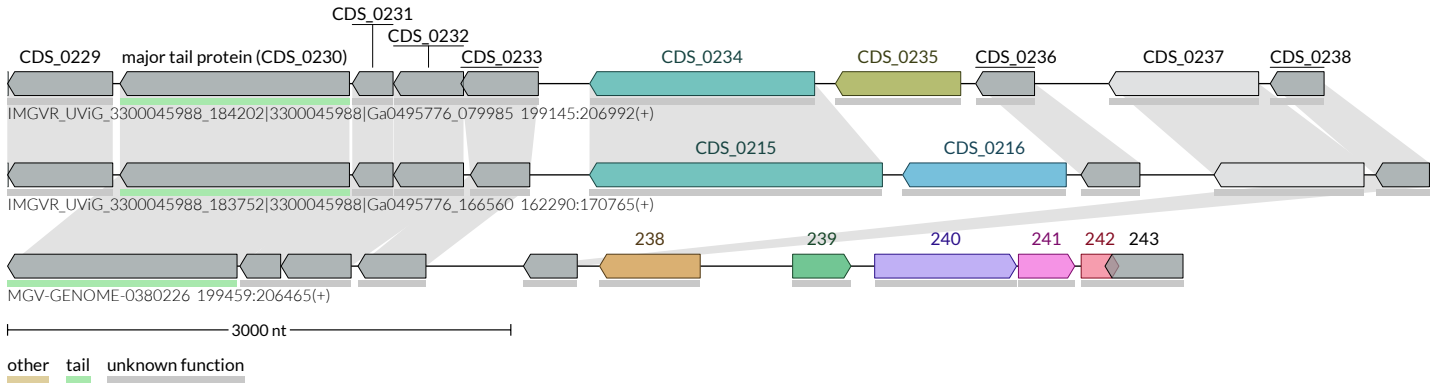 CDS_0231
CDS_0232
CDS_0229 major tail protein (CDS_0230) CDS_0233 CDS_0234 CDS_0235 CDS_0236 CDS_0237 CDS_0238
IMGVR_UViG_3300045988_184202|3300045988|Ga0495776_079985 199145:206992(+)
CDS_0215 CDS_0216
IMGVR_UViG_3300045988_183752|3300045988|Ga0495776_166560 162290:170765(+)
238 239 240 241 242 243
MGV-GENOME-0380226 199459:206465(+)
3000 nt
other tail unknown function